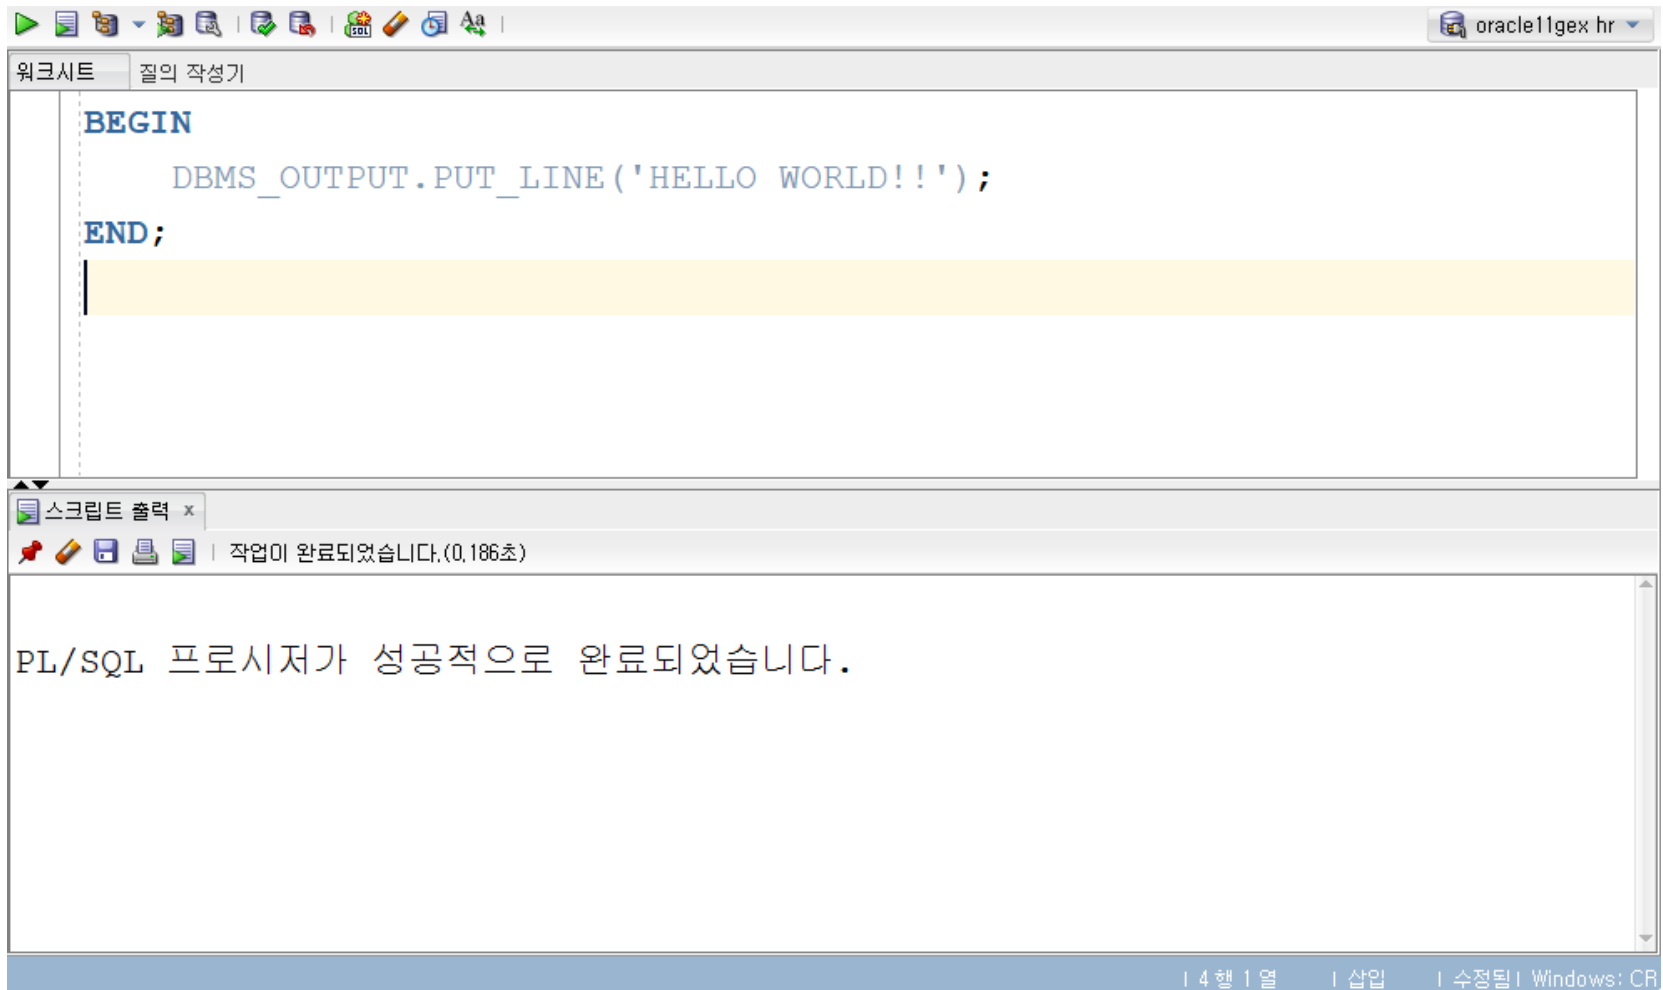 oracle11gex hr
워크시트 질의 작성기
BEGIN
DBMS_OUTPUT.PUT_LINE('HELLO WORLD!!');
END;
스크립트 출력 x
작업이 완료되었습니다.(0.186초)
PL/SQL 프로시저가 성공적으로 완료되었습니다.
| 4 행 1 열 | 삽입 | 수정됨 | Windows: CR